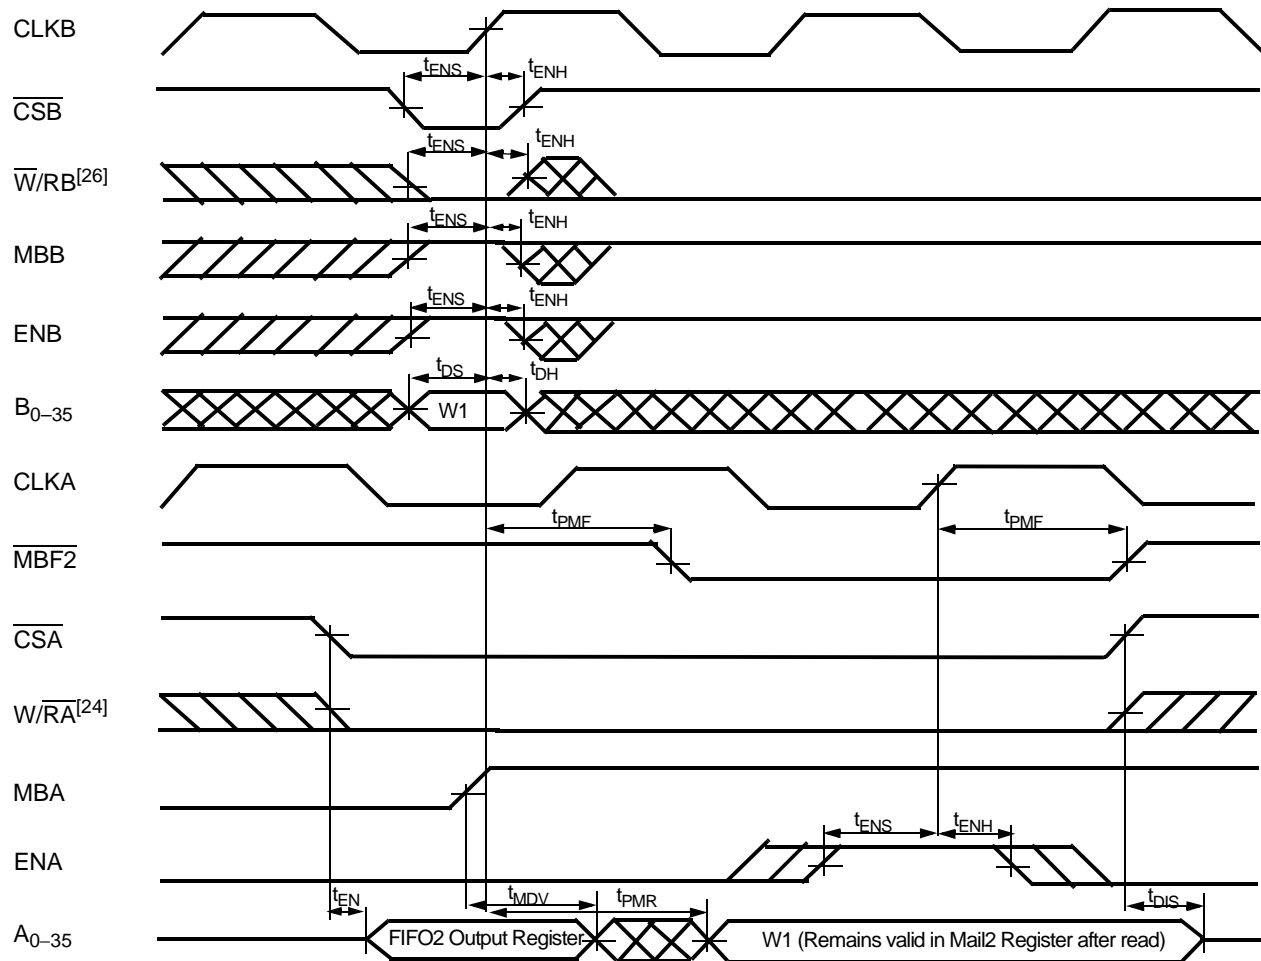 CLKB
tENS tENH
CSB
tENS tENH
W/RB[26]
tENS tENH
MBB
tENS tENH
ENB
tDS tDH
B0–35 W1
CLKA
tPMF tPMF
MBF2
CSA
W/RA[24]
MBA
tENS tENH
ENA
tEN tMDV tPMR tDIS
A0–35 FIFO2 Output Register W1 (Remains valid in Mail2 Register after read)